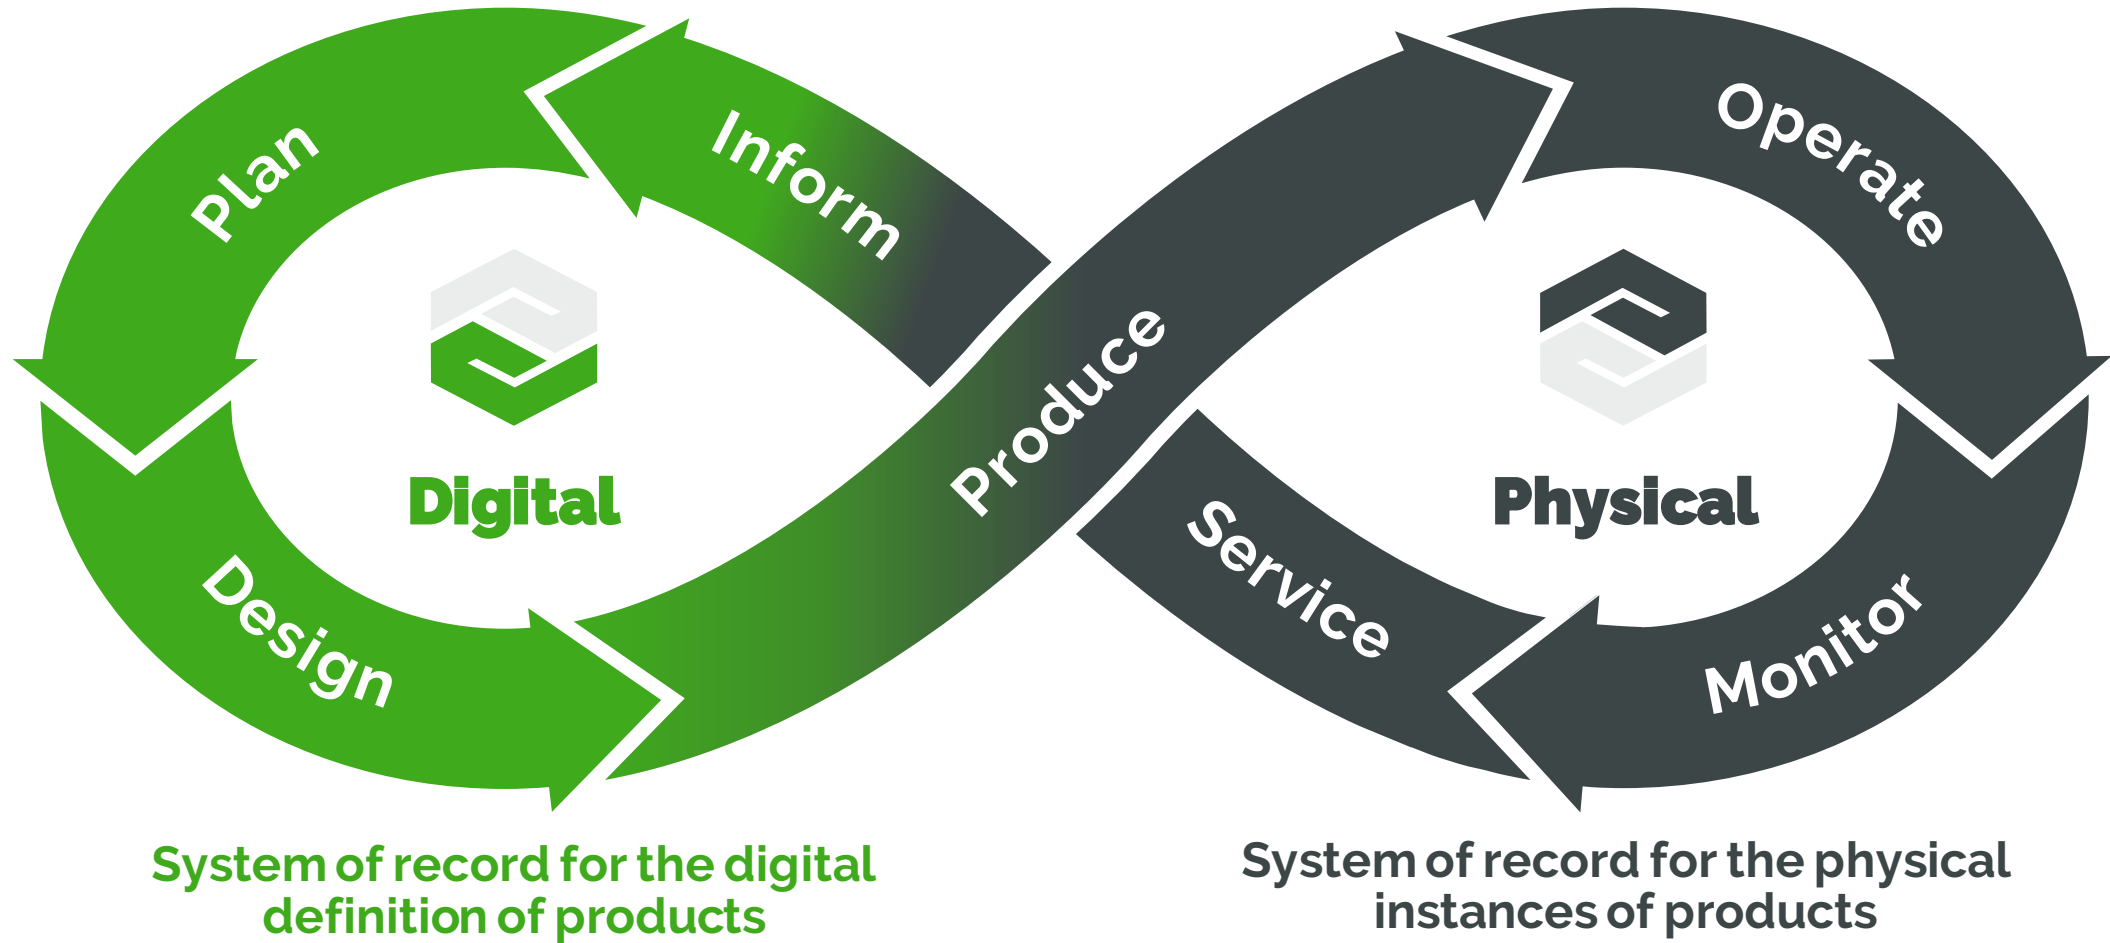 Plan
Inform
Produce
Design
Digital
Operate
Monitor
Service
Physical
System of record for the digital
definition of products
System of record for the physical
instances of products